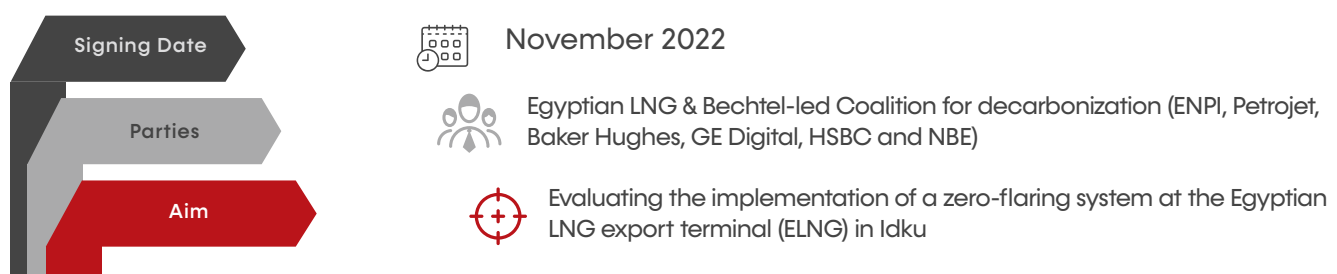 Signing Date
November 2022
Parties
Egyptian LNG & Bechtel-led Coalition for decarbonization (ENPI, Petrojet,
Baker Hughes, GE Digital, HSBC and NBE)
Aim
Evaluating the implementation of a zero-flaring system at the Egyptian
LNG export terminal (ELNG) in Idku